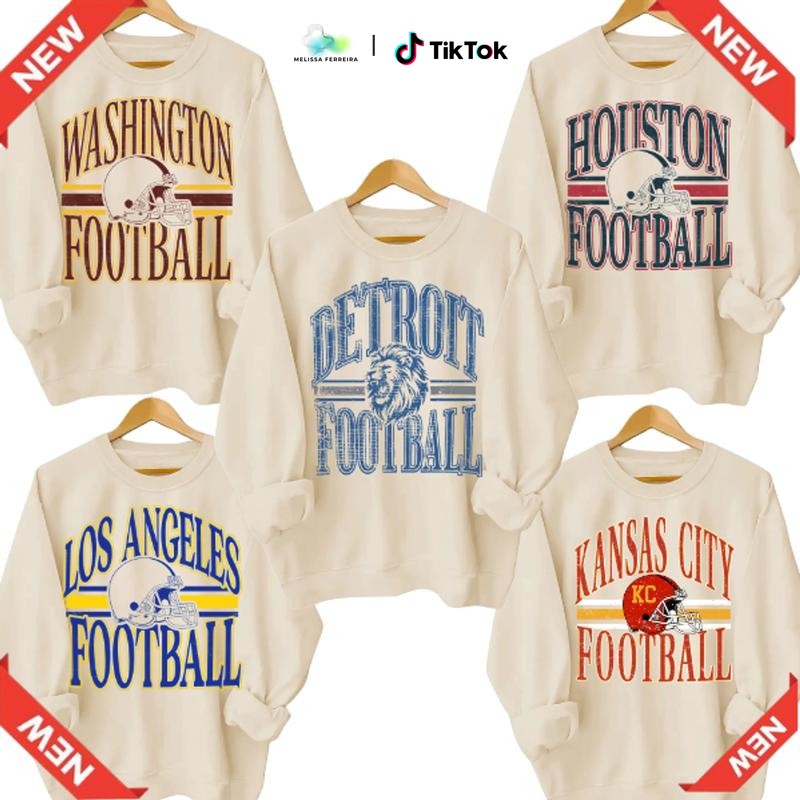 NEW
MELISSA FERREIRA
TikTok
NEW
WASHINGTON
FOOTBALL
HOUSTON
FOOTBALL
DETROIT
FOOTBALL
LOS ANGELES
FOOTBALL
KANSAS CITY
KC
FOOTBALL
NEW
NEW